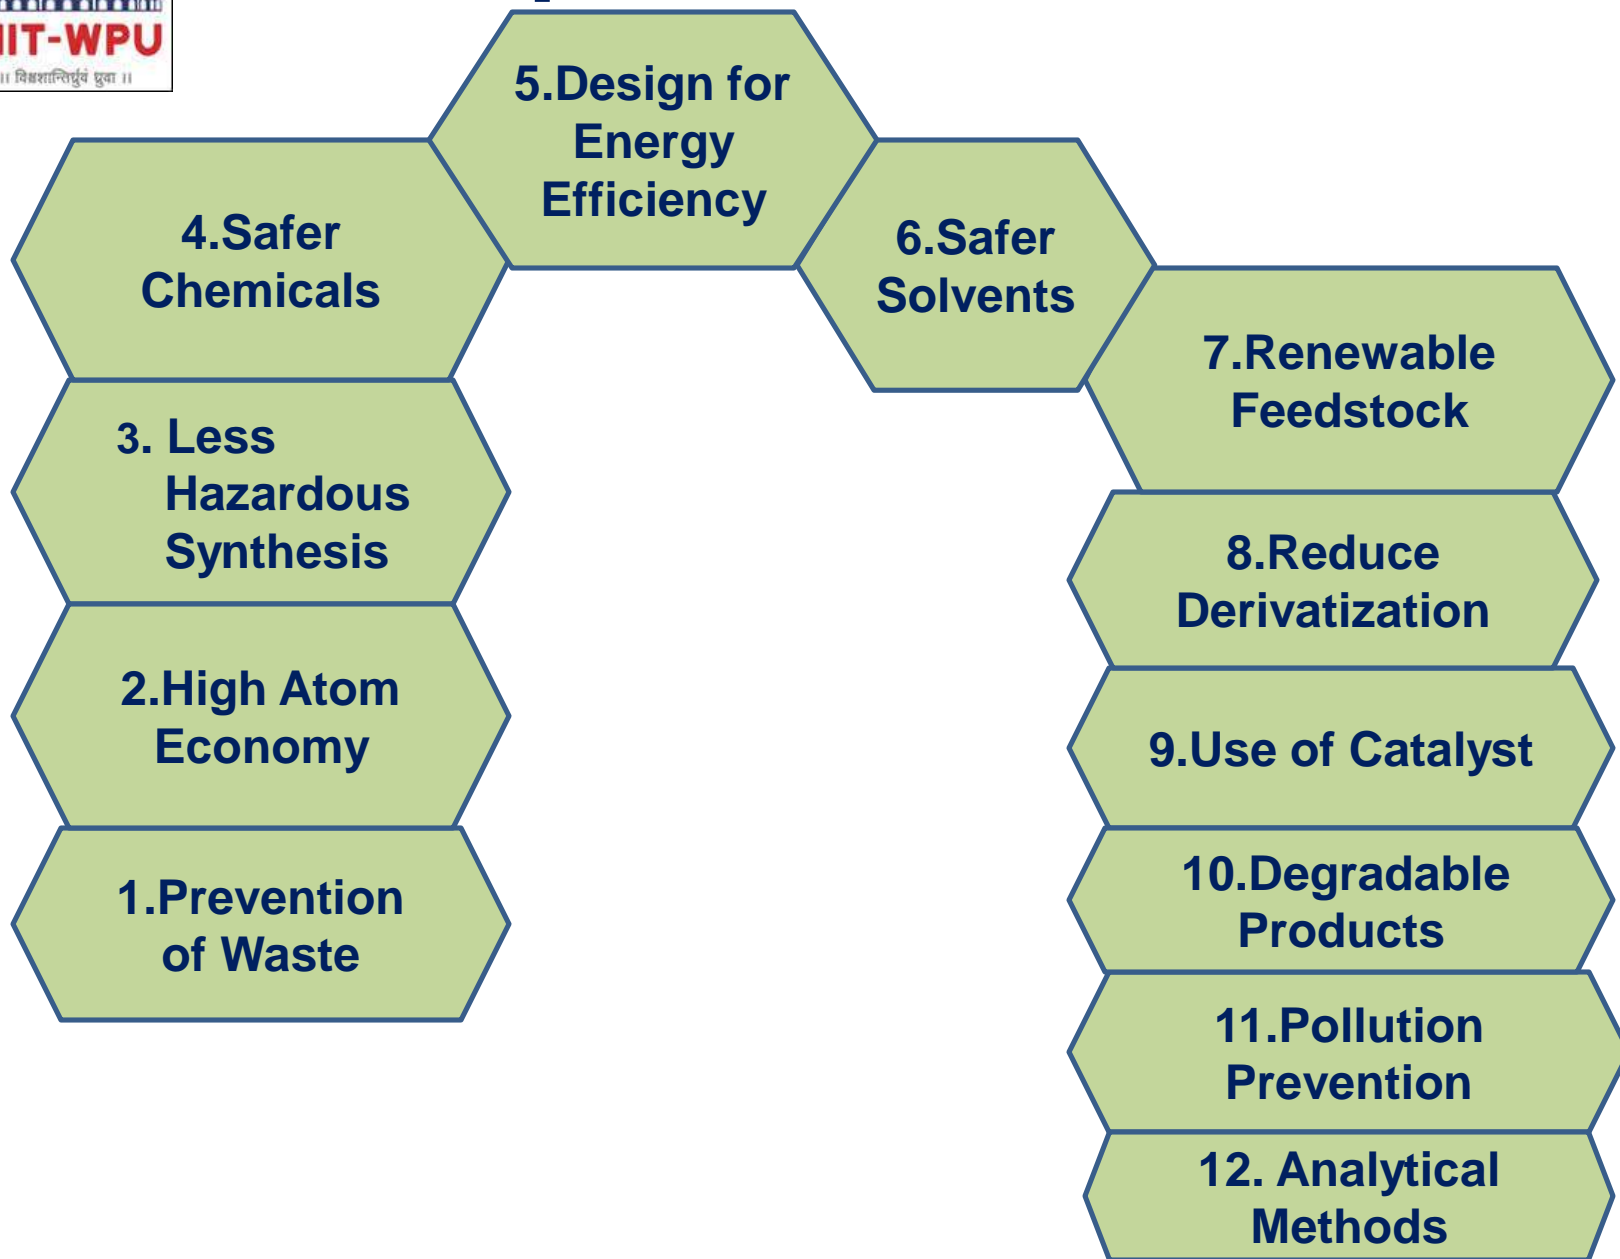 IIT-WPU
।। विश्वशान्तिर्ध्रुवं ध्रुवा ।।
5.Design for
Energy
Efficiency
4.Safer
Chemicals
6.Safer
Solvents
7.Renewable
Feedstock
3. Less
Hazardous
Synthesis
8.Reduce
Derivatization
2.High Atom
Economy
9.Use of Catalyst
1.Prevention
of Waste
10.Degradable
Products
11.Pollution
Prevention
12. Analytical
Methods